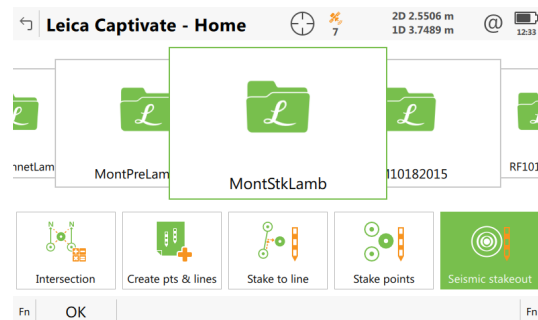 Leica Captivate - Home
7
2D 2.5506 m
1D 3.7489 m
@
12:33
nnetLam
MontPreLam
MontStkLamb
10182015
RF101
Intersection
Create pts & lines
Stake to line
Stake points
Seismic stakeout
Fn
OK
Fn